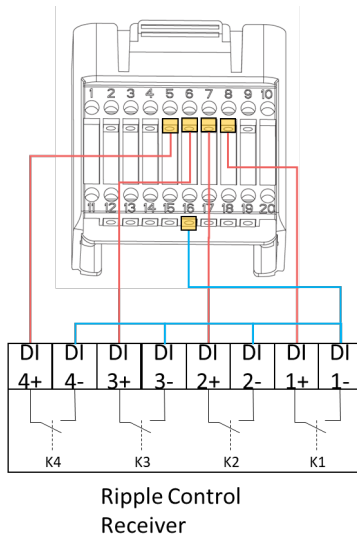 1 2 3 4 5 6 7 8 9 10
11 12 13 14 15 16 17 18 19 20
DI DI DI DI DI DI DI DI
4+ 4- 3+ 3- 2+ 2- 1+ 1-
K4 K3 K2 K1
Ripple Control
Receiver